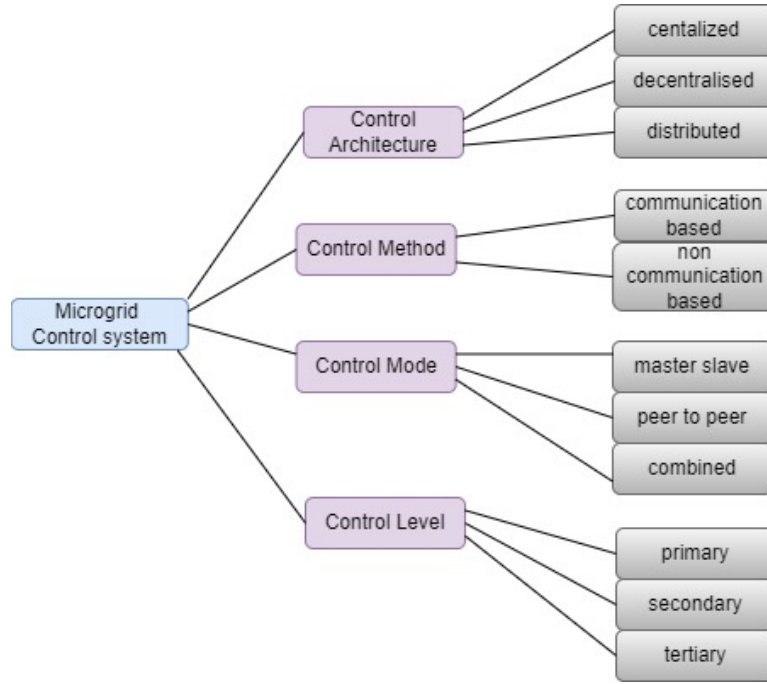 Microgrid
Control system
Control
Architecture
centalized
decentralised
distributed
Control Method
communication
based
non
communication
based
Control Mode
master slave
peer to peer
combined
Control Level
primary
secondary
tertiary